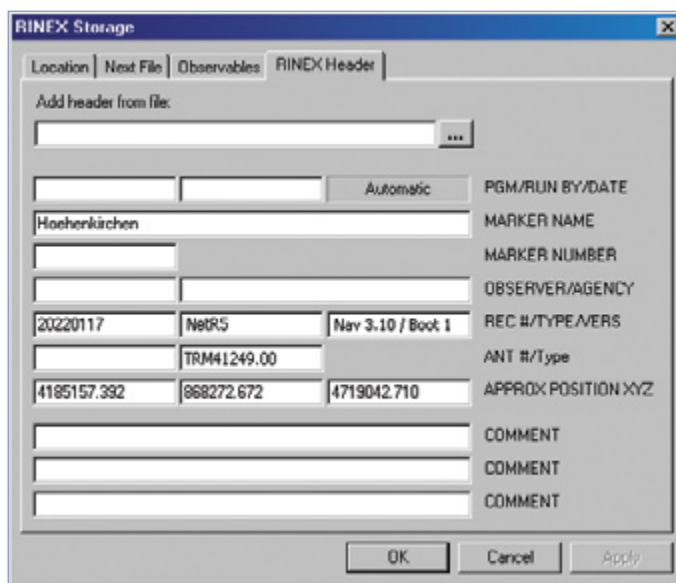 RINEX Storage
Location Next File Observables RINEX Header
Add header from file:
...
Automatic PGM/RUN BY/DATE
Hoehenkirchen MARKER NAME
MARKER NUMBER
OBSERVER/AGENCY
20220117 NetR5 Nav 3.10 / Boot 1 REC #/TYPE/VERS
TRM41249.00 ANT #/Type
4185157.392 868272.672 4719042.710 APPROX POSITION XYZ
COMMENT
COMMENT
COMMENT
OK Cancel Apply